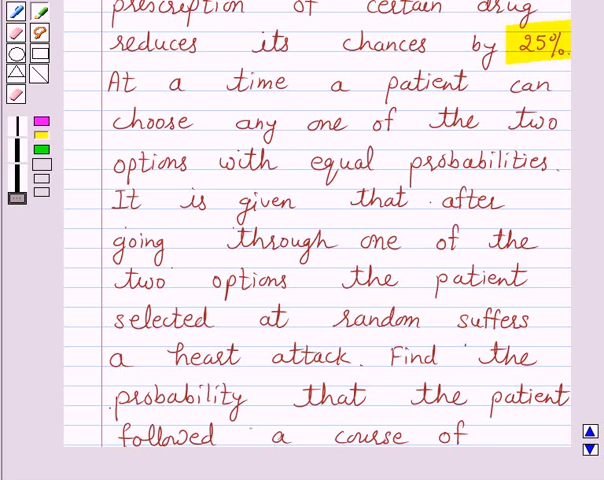 prescription of certain drug
reduces its chances by 25%.
At a time a patient can
choose any one of the two
options with equal probabilities.
It is given that after
going through one of the
two options the patient
selected at random suffers
a heart attack. Find the
probability that the patient
followed a course of